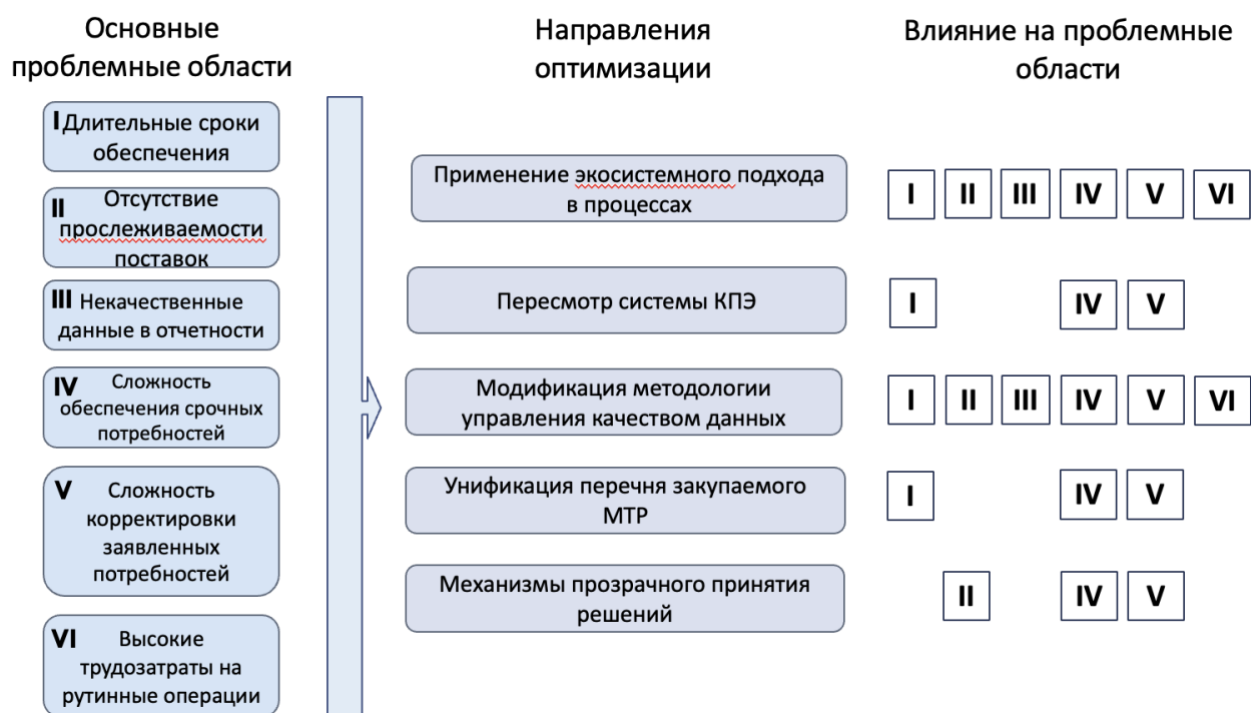 Основные
проблемные области
I Длительные сроки
обеспечения
II Отсутствие
прослеживаемости
поставок
III Некачественные
данные в отчетности
IV Сложность
обеспечения срочных
потребностей
V Сложность
корректировки
заявленных
потребностей
VI Высокие
трудозатраты на
рутинные операции
Направления
оптимизации
Влияние на проблемные
области
Применение экосистемного подхода
в процессах
I II III IV V VI
Пересмотр системы КПЭ
I IV V
Модификация методологии
управления качеством данных
I II III IV V VI
Унификация перечня закупаемого
МТР
I IV V
Механизмы прозрачного принятия
решений
II IV V